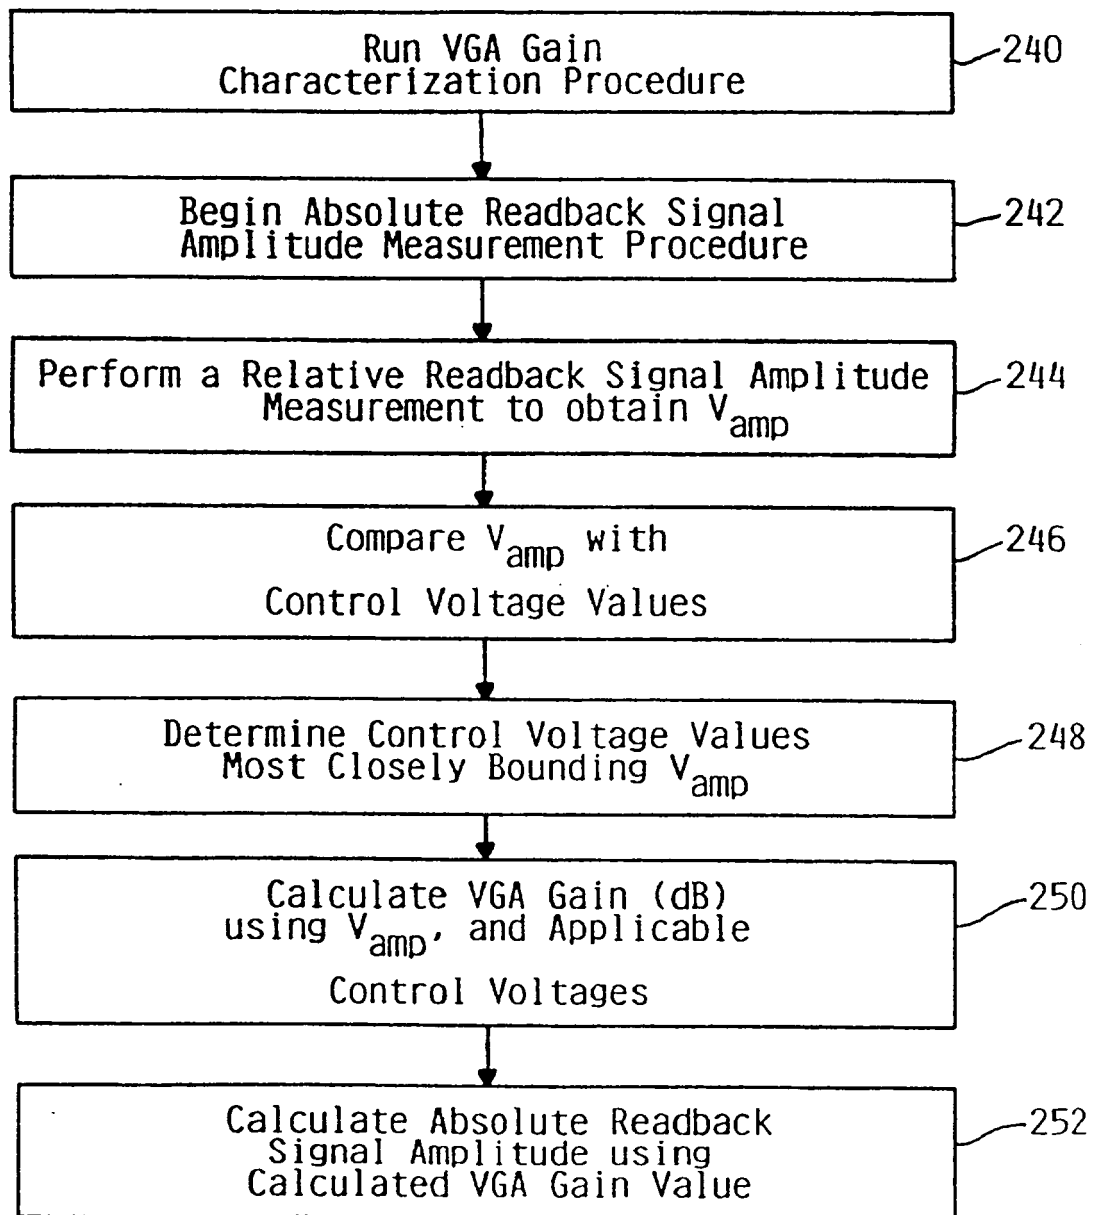 Run VGA Gain
Characterization Procedure
240
Begin Absolute Readback Signal
Amplitude Measurement Procedure
242
Perform a Relative Readback Signal Amplitude
Measurement to obtain Vamp
244
Compare Vamp with
Control Voltage Values
246
Determine Control Voltage Values
Most Closely Bounding Vamp
248
Calculate VGA Gain (dB)
using Vamp, and Applicable
Control Voltages
250
Calculate Absolute Readback
Signal Amplitude using
Calculated VGA Gain Value
252